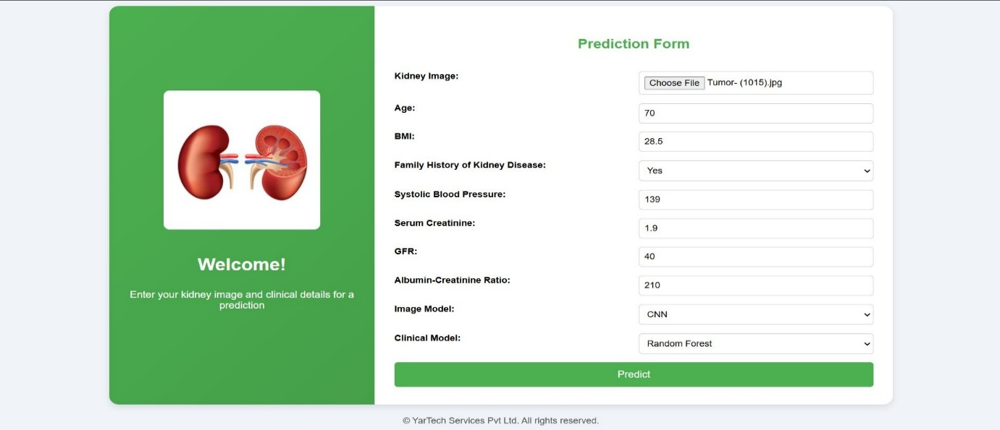 Welcome!
Enter your kidney image and clinical details for a
prediction
Prediction Form
Kidney Image:
Choose File Tumor- (1015).jpg
Age:
70
BMI:
28.5
Family History of Kidney Disease:
Yes
Systolic Blood Pressure:
139
Serum Creatinine:
1.9
GFR:
40
Albumin-Creatinine Ratio:
210
Image Model:
CNN
Clinical Model:
Random Forest
Predict
© YarTech Services Pvt Ltd. All rights reserved.